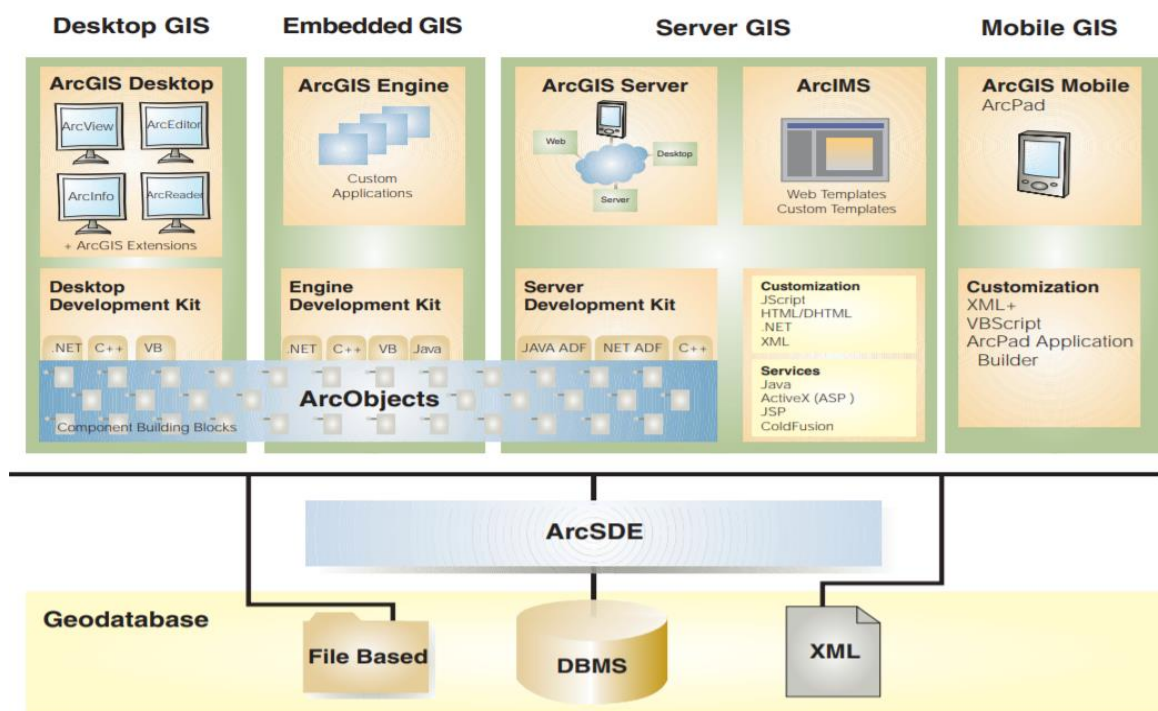 Desktop GIS
Embedded GIS
Server GIS
Mobile GIS
ArcGIS Desktop
ArcView
ArcEditor
ArcInfo
ArcReader
+ ArcGIS Extensions
ArcGIS Engine
Custom
Applications
ArcGIS Server
Web
Desktop
Server
ArcIMS
Web Templates
Custom Templates
ArcGIS Mobile
ArcPad
Desktop
Development Kit
.NET C++ VB
Engine
Development Kit
.NET C++ VB Java
Server
Development Kit
JAVA ADF NET ADF C++
Customization
JScript
HTML/DHTML
.NET
XML
Services
Java
ActiveX (ASP )
JSP
ColdFusion
Customization
XML+
VBScript
ArcPad Application
Builder
ArcObjects
Component Building Blocks
ArcSDE
Geodatabase
File Based
DBMS
XML